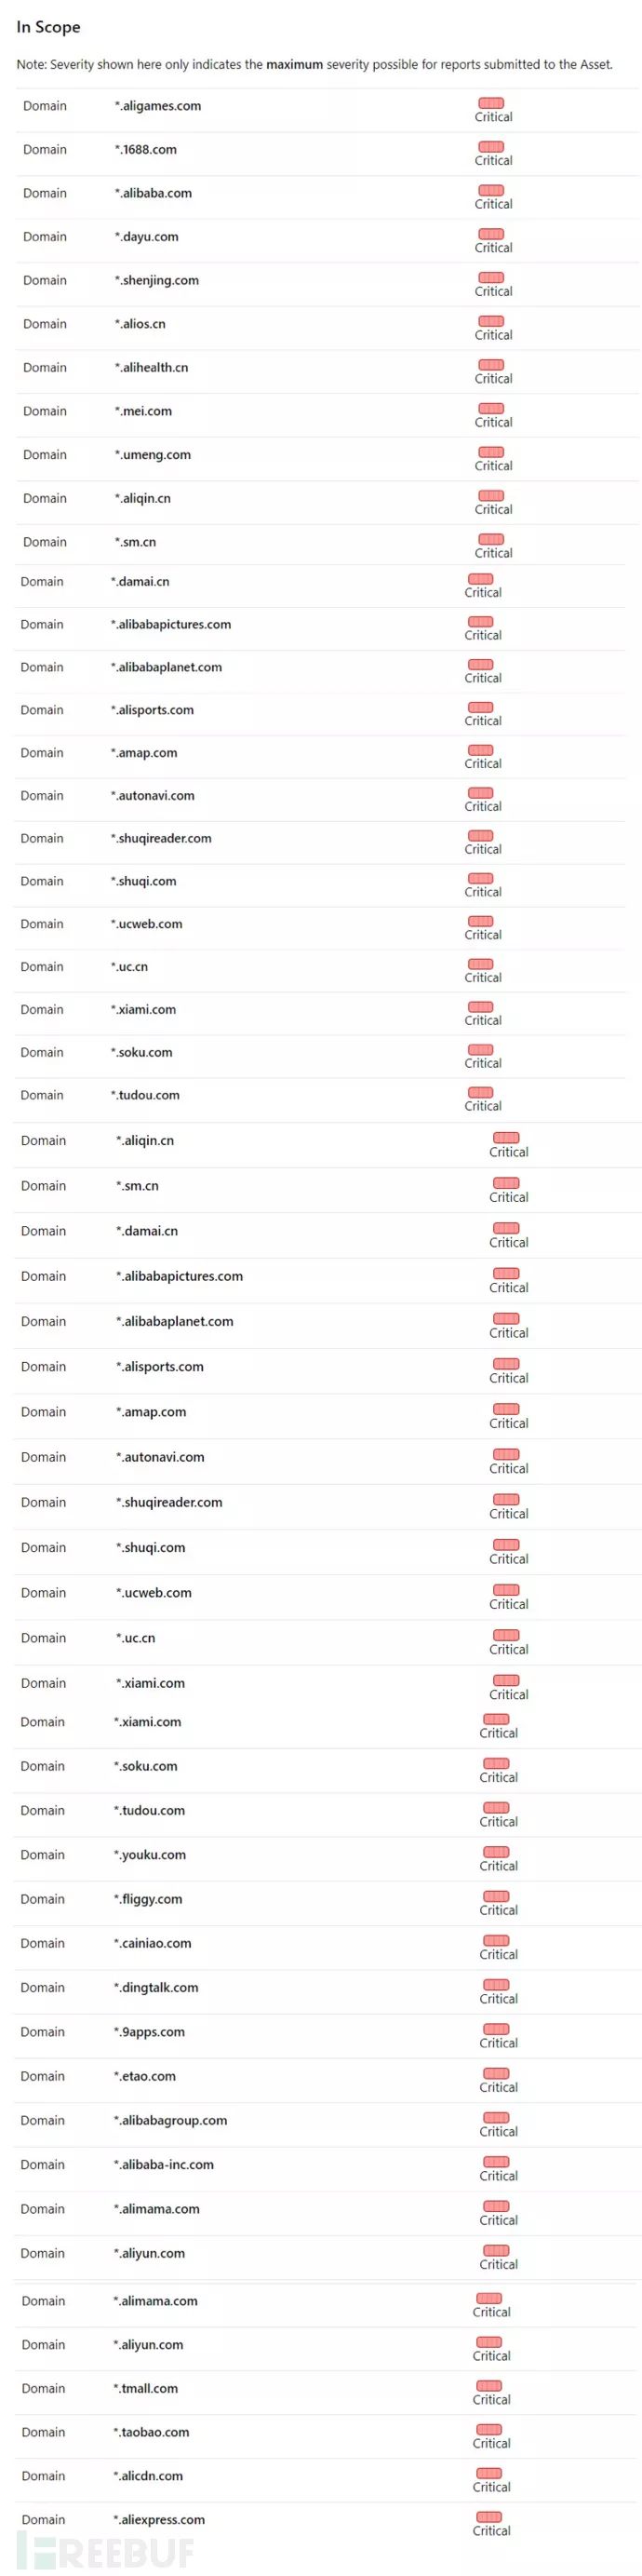 In Scope
Note: Severity shown here only indicates the maximum severity possible for reports submitted to the Asset.
Domain *.aligames.com Critical
Domain *.1688.com Critical
Domain *.alibaba.com Critical
Domain *.dayu.com Critical
Domain *.shenjing.com Critical
Domain *.alios.cn Critical
Domain *.alihealth.cn Critical
Domain *.mei.com Critical
Domain *.umeng.com Critical
Domain *.aliqin.cn Critical
Domain *.sm.cn Critical
Domain *.damai.cn Critical
Domain *.alibabapictures.com Critical
Domain *.alibabaplanet.com Critical
Domain *.alisports.com Critical
Domain *.amap.com Critical
Domain *.autonavi.com Critical
Domain *.shuqireader.com Critical
Domain *.shuqi.com Critical
Domain *.ucweb.com Critical
Domain *.uc.cn Critical
Domain *.xiami.com Critical
Domain *.soku.com Critical
Domain *.tudou.com Critical
Domain *.aliqin.cn Critical
Domain *.sm.cn Critical
Domain *.damai.cn Critical
Domain *.alibabapictures.com Critical
Domain *.alibabaplanet.com Critical
Domain *.alisports.com Critical
Domain *.amap.com Critical
Domain *.autonavi.com Critical
Domain *.shuqireader.com Critical
Domain *.shuqi.com Critical
Domain *.ucweb.com Critical
Domain *.uc.cn Critical
Domain *.xiami.com Critical
Domain *.xiami.com Critical
Domain *.soku.com Critical
Domain *.tudou.com Critical
Domain *.youku.com Critical
Domain *.fliggy.com Critical
Domain *.cainiao.com Critical
Domain *.dingtalk.com Critical
Domain *.9apps.com Critical
Domain *.etao.com Critical
Domain *.alibabagroup.com Critical
Domain *.alibaba-inc.com Critical
Domain *.alimama.com Critical
Domain *.aliyun.com Critical
Domain *.alimama.com Critical
Domain *.aliyun.com Critical
Domain *.tmall.com Critical
Domain *.taobao.com Critical
Domain *.alicdn.com Critical
Domain *.aliexpress.com Critical
FREEBUF